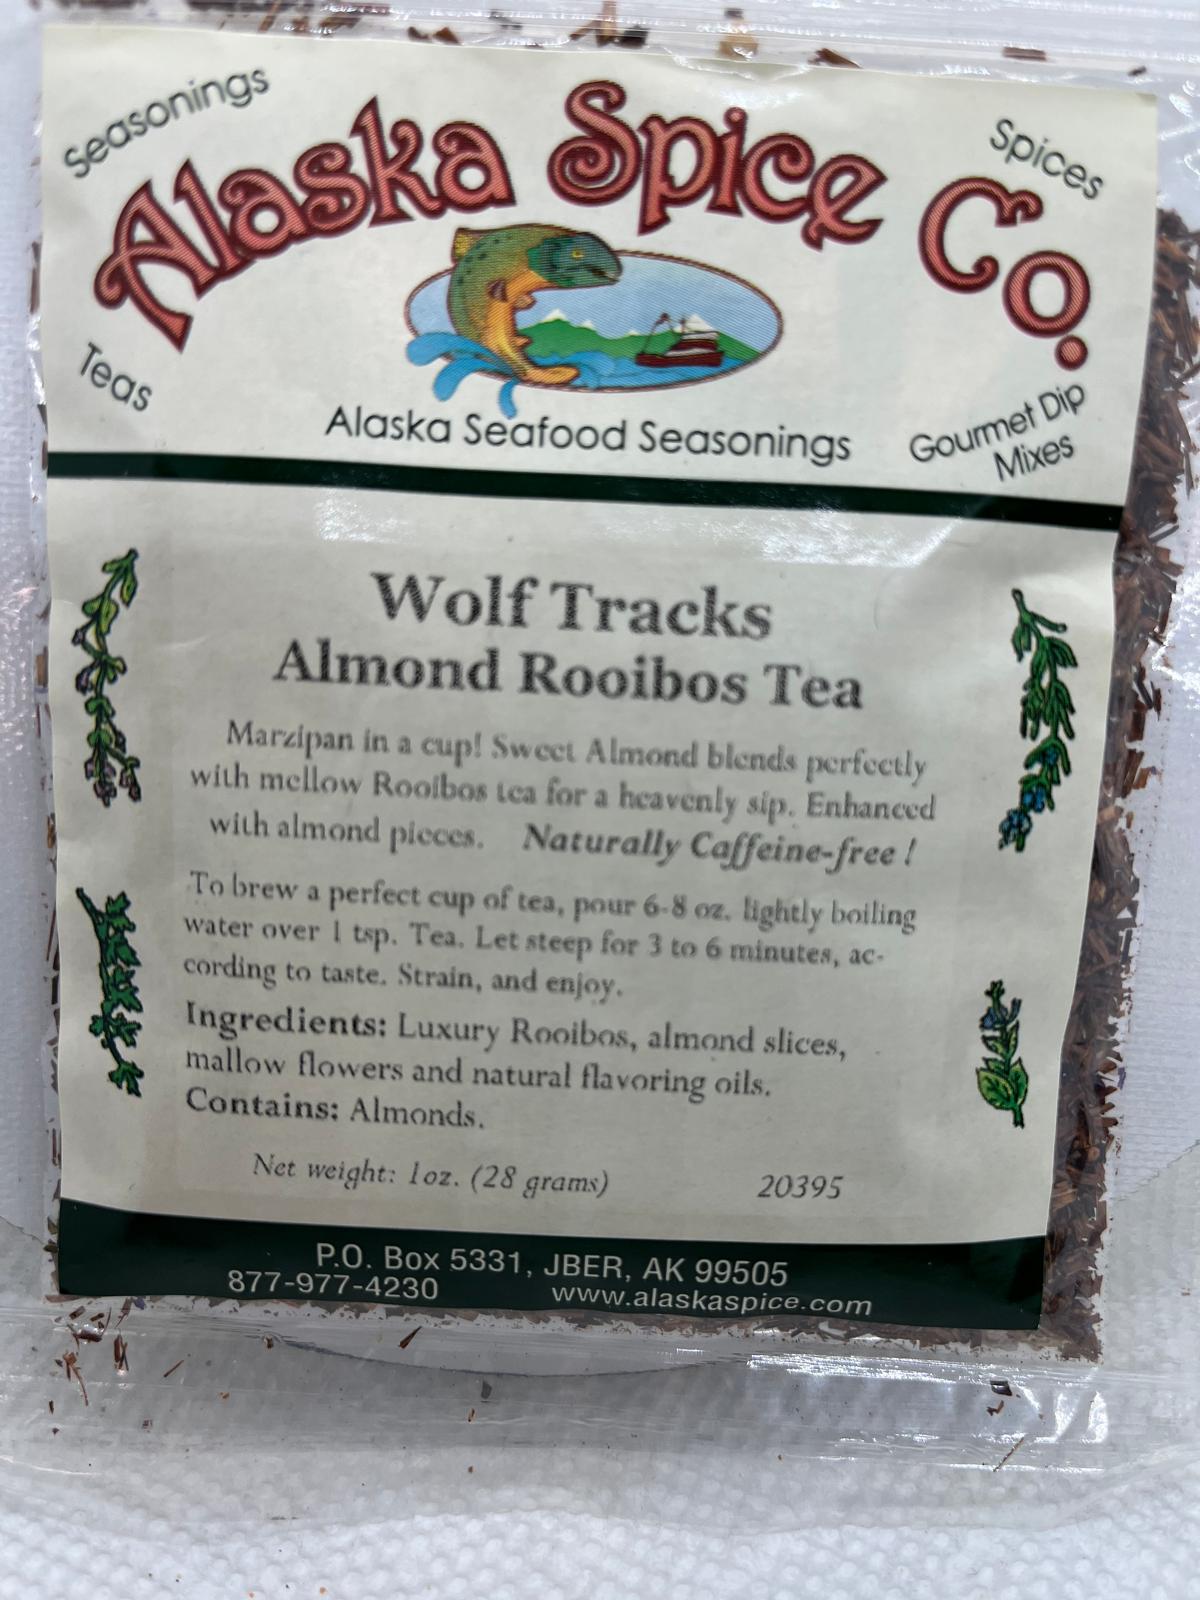 Seasonings
Spices
Alaska Spice Co.
Teas
Alaska Seafood Seasonings
Gourmet Dip
Mixes
Wolf Tracks
Almond Rooibos Tea
Marzipan in a cup! Sweet Almond blends perfectly
with mellow Rooibos tea for a heavenly sip. Enhanced
with almond pieces. Naturally Caffeine-free !
To brew a perfect cup of tea, pour 6-8 oz. lightly boiling
water over 1 tsp. Tea. Let steep for 3 to 6 minutes, ac-
cording to taste. Strain, and enjoy.
Ingredients: Luxury Rooibos, almond slices,
mallow flowers and natural flavoring oils.
Contains: Almonds.
Net weight: 1oz. (28 grams) 20395
P.O. Box 5331, JBER, AK 99505
877-977-4230 www.alaskaspice.com